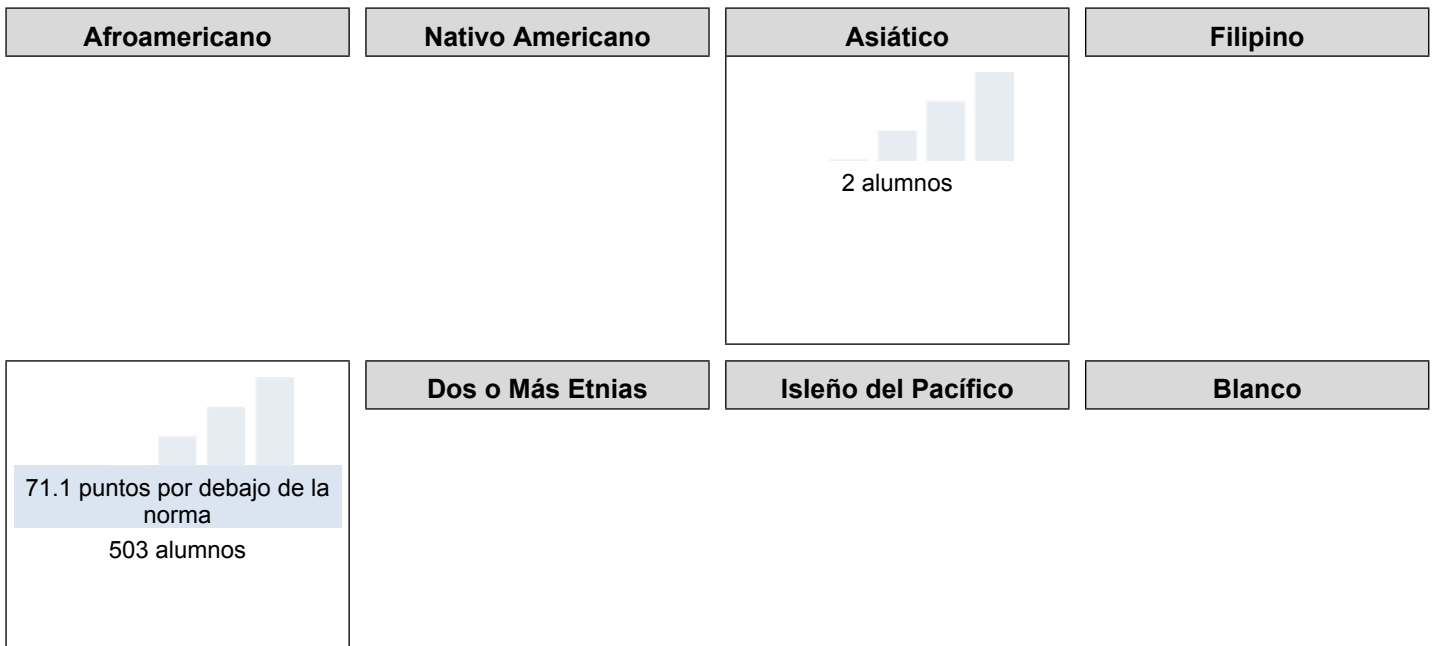 Afroamericano
Nativo Americano
Asiático
Filipino
2 alumnos
71.1 puntos por debajo de la
norma
503 alumnos
Dos o Más Etnias
Isleño del Pacífico
Blanco